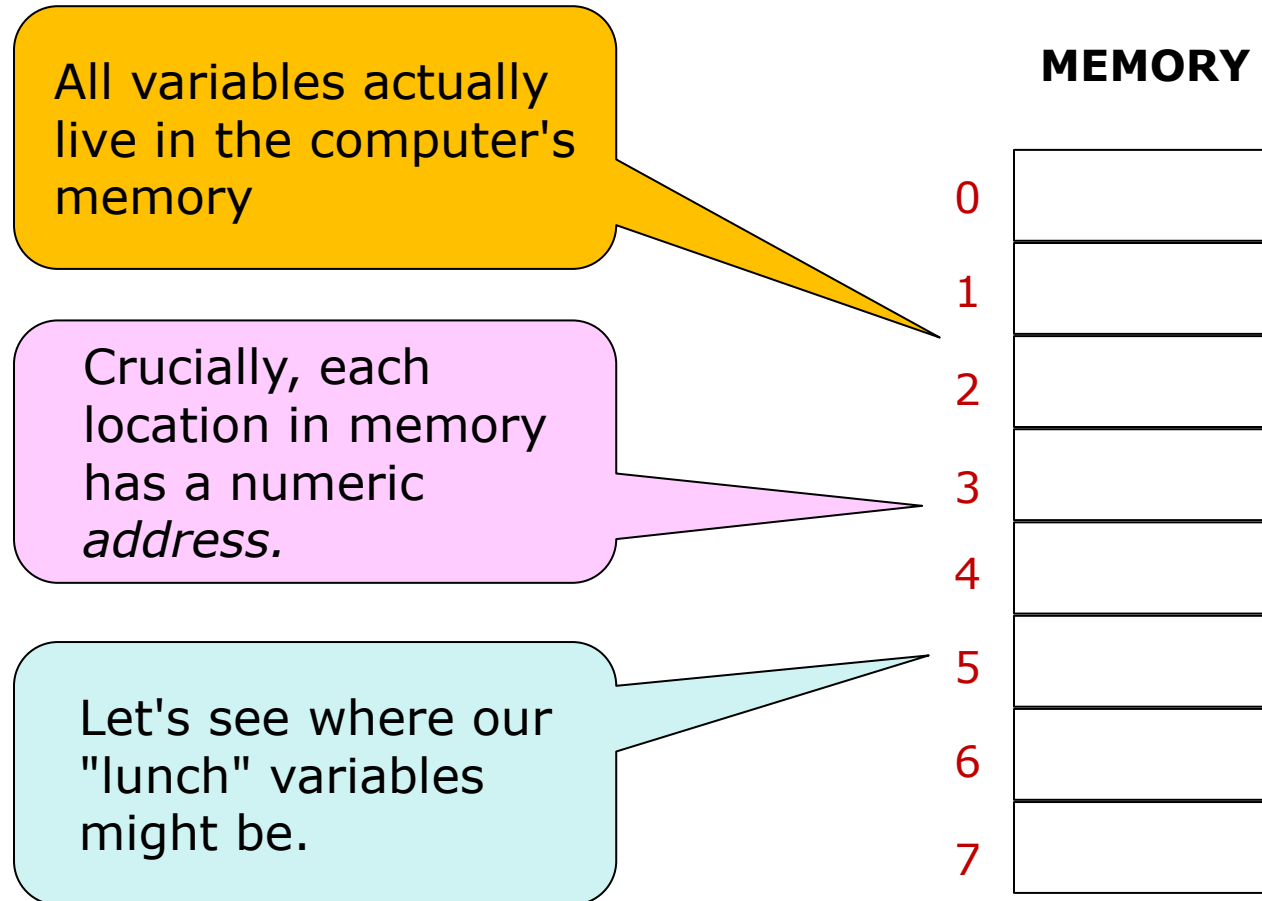 All variables actually
live in the computer's
memory
Crucially, each
location in memory
has a numeric
address.
Let's see where our
"lunch" variables
might be.
MEMORY
0
1
2
3
4
5
6
7